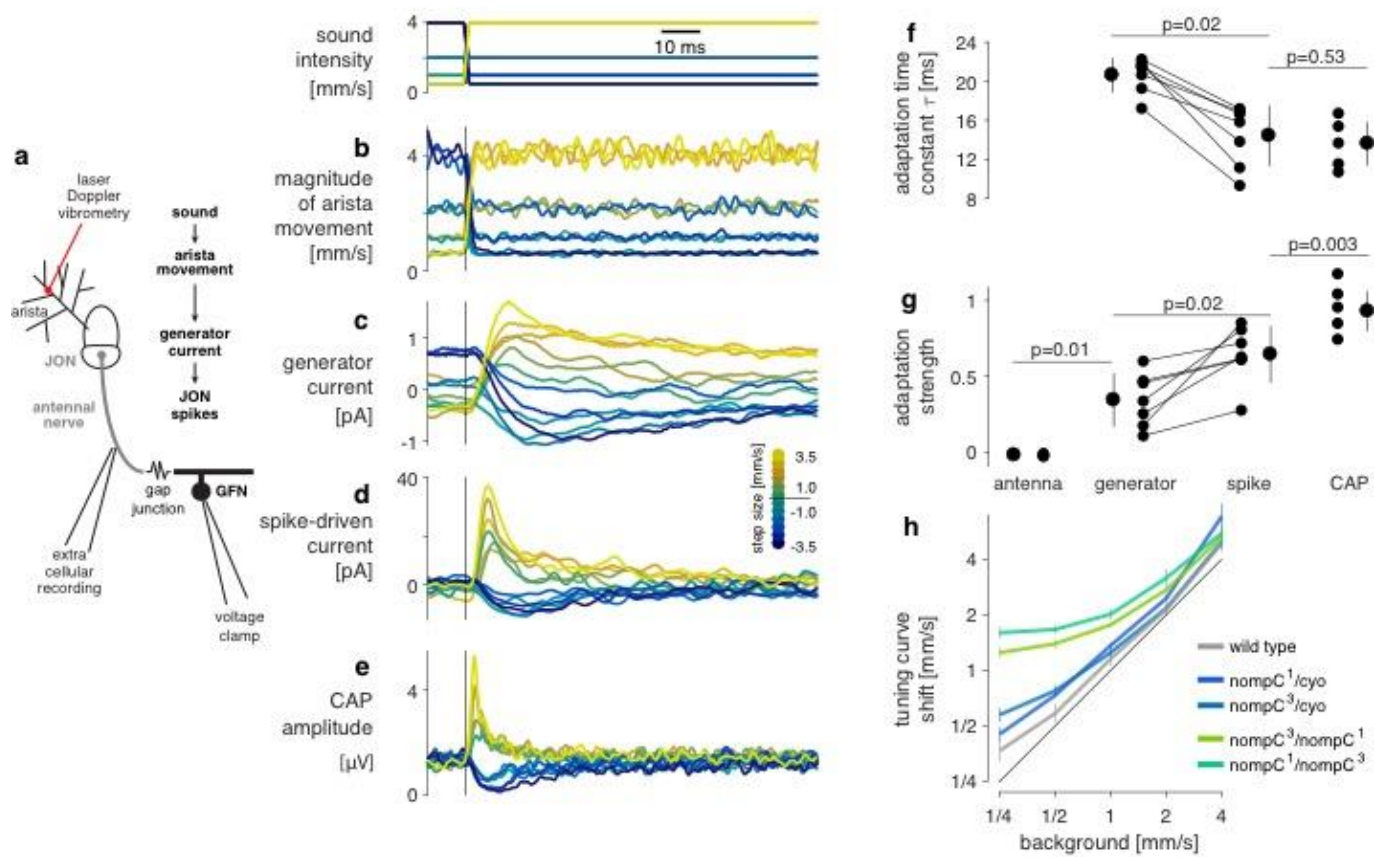 a
laser
Doppler
vibrometry
arista
JON
antennal
nerve
extra
cellular
recording
gap
junction
GFN
voltage
clamp
sound
arista
movement
generator
current
JON
spikes
sound
intensity
[mm/s]
4
2
0
10 ms
b
magnitude
of arista
movement
[mm/s]
4
0
c
generator
current
[pA]
1
0
-1
step size [mm/s]
3.5
1.0
-1.0
-3.5
d
spike-driven
current
[pA]
40
0
e
CAP
amplitude
[µV]
4
0
f
adaptation time
constant τ [ms]
24
20
16
12
8
p=0.02
p=0.53
g
adaptation
strength
1
0.5
0
p=0.01
p=0.02
p=0.003
antenna generator spike CAP
h
tuning curve
shift [mm/s]
4
2
1
1/2
1/4
wild type
nompC¹/cyo
nompC³/cyo
nompC³/nompC¹
nompC¹/nompC³
1/4 1/2 1 2 4
background [mm/s]